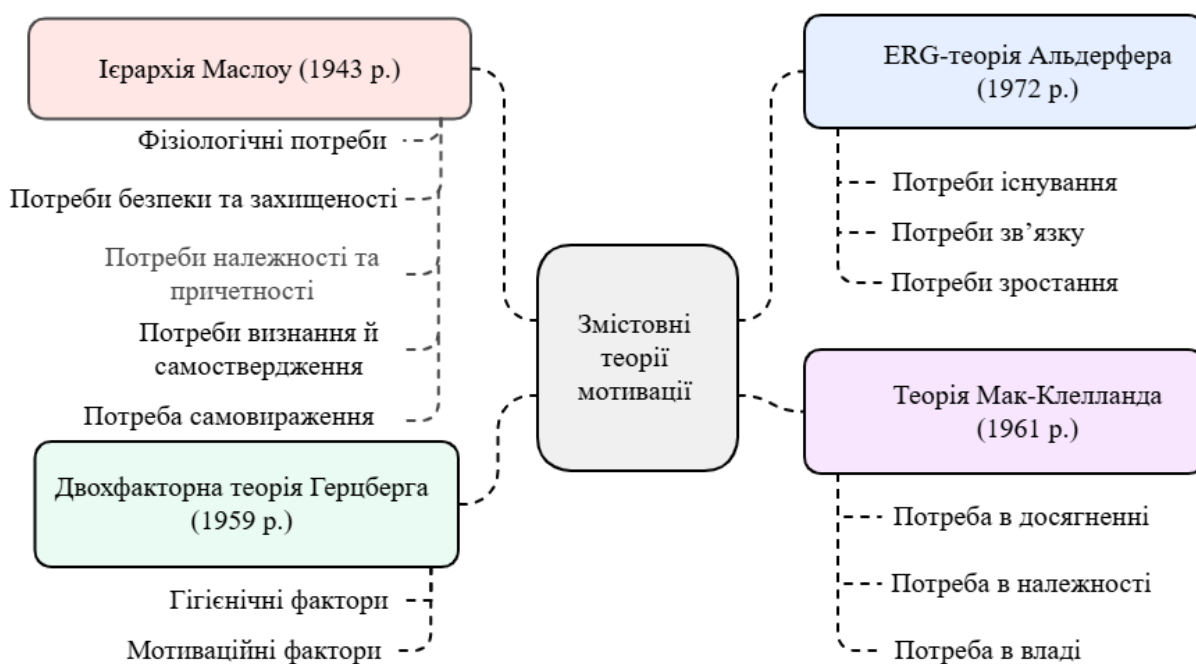 Ієрархія Маслоу (1943 р.)
Фізіологічні потреби
Потреби безпеки та захищеності
Потреби належності та
причетності
Потреби визнання й
самоствердження
Потреба самовираження
Двохфакторна теорія Герцберга
(1959 р.)
Гігієнічні фактори
Мотиваційні фактори
Змістовні
теорії
мотивації
ERG-теорія Альдерфера
(1972 р.)
Потреби існування
Потреби зв’язку
Потреби зростання
Теорія Мак-Клелланда
(1961 р.)
Потреба в досягненні
Потреба в належності
Потреба в владі